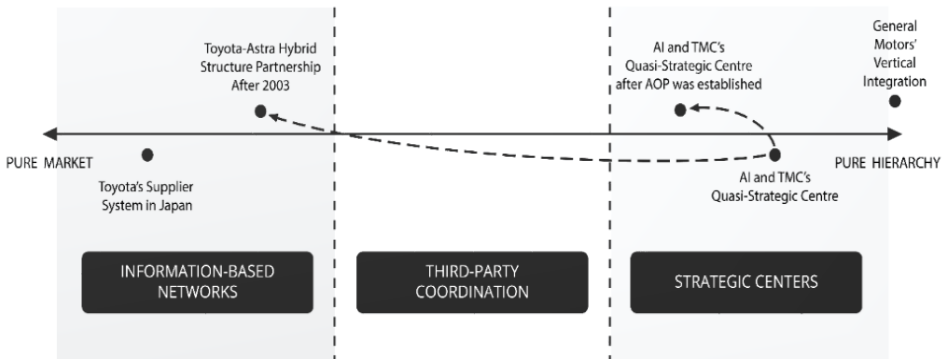 Toyota-Astra Hybrid
Structure Partnership
After 2003
AI and TMC's
Quasi-Strategic Centre
after AOP was established
General
Motors'
Vertical
Integration
PURE MARKET
PURE HIERARCHY
Toyota's Supplier
System in Japan
AI and TMC's
Quasi-Strategic Centre
INFORMATION-BASED
NETWORKS
THIRD-PARTY
COORDINATION
STRATEGIC CENTERS